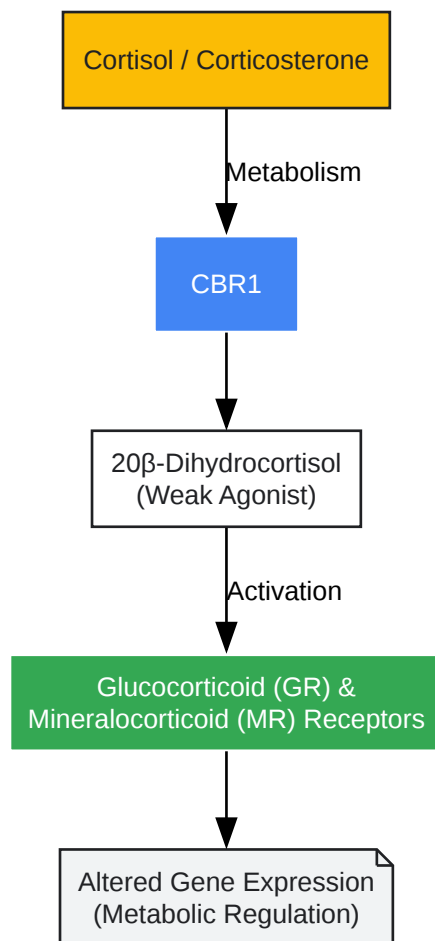 Cortisol / Corticosterone
Metabolism
CBR1
20β-Dihydrocortisol
(Weak Agonist)
Activation
Glucocorticoid (GR) &
Mineralocorticoid (MR) Receptors
Altered Gene Expression
(Metabolic Regulation)